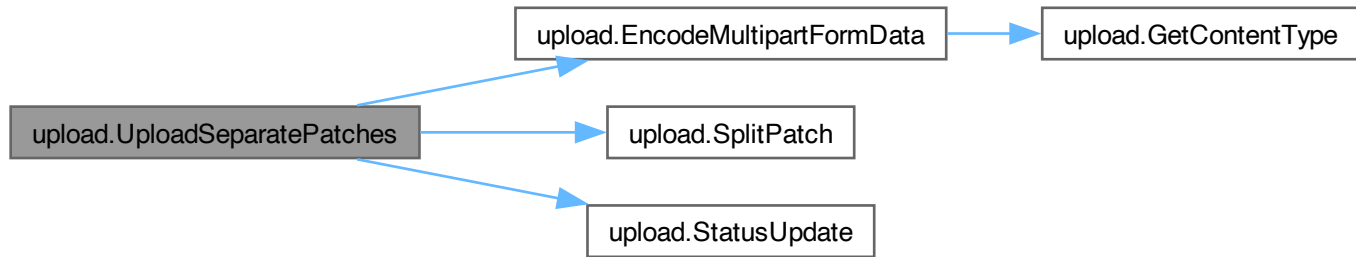 upload.EncodeMultipartFormData
upload.GetContentType
upload.UploadSeparatePatches
upload.SplitPatch
upload.StatusUpdate